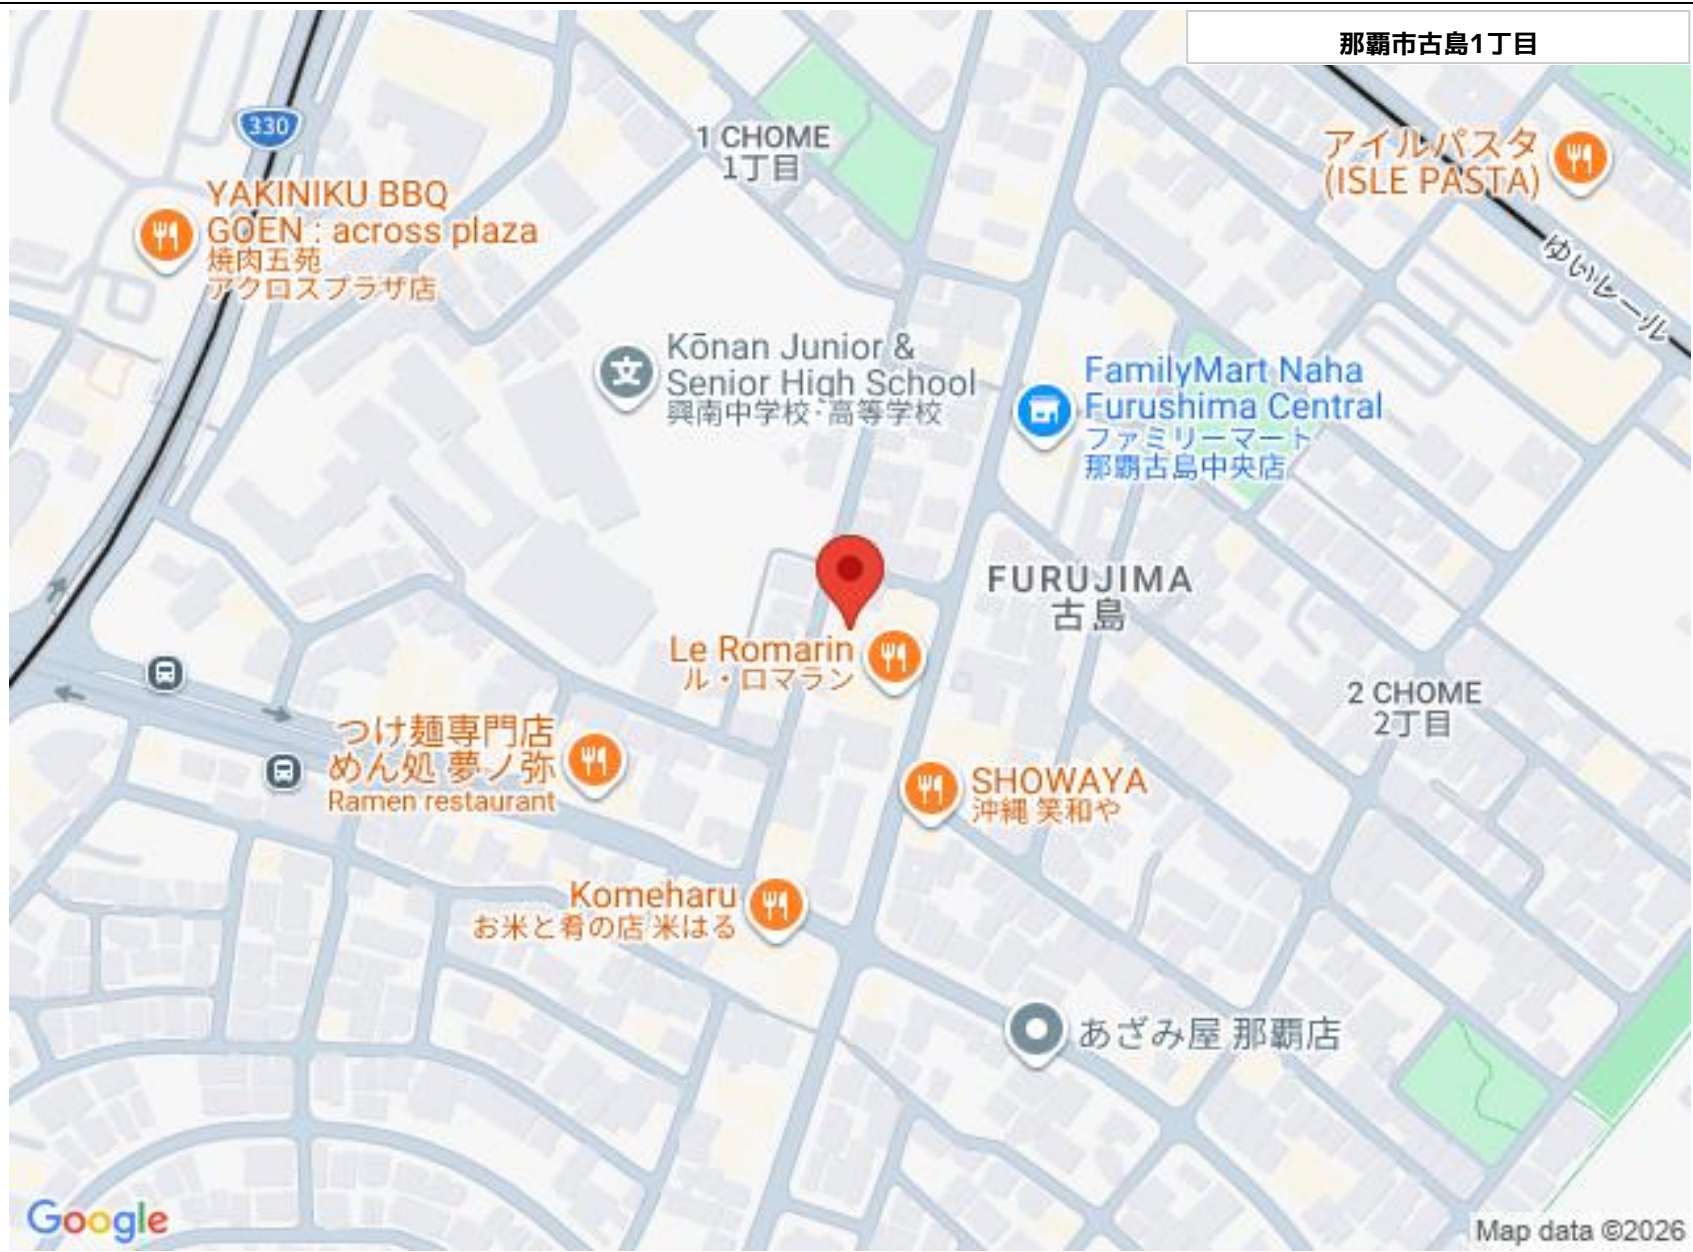 那覇市古島1丁目
330
1 CHOME
1丁目
アイルパスタ
(ISLE PASTA)
YAKINIKU BBQ
GOEN : across plaza
焼肉五苑
アクロスプラザ店
ゆいレール
Kōnan Junior &
Senior High School
興南中学校・高等学校
FamilyMart Naha
Furushima Central
ファミリーマート
那覇古島中央店
FURUJIMA
古島
Le Romarin
ル・ロマラン
2 CHOME
2丁目
つけ麺専門店
めん処 夢ノ弥
Ramen restaurant
SHOWAYA
沖縄 笑和や
Komeharu
お米と肴の店 米はる
あざみ屋 那覇店
Google
Map data ©2026